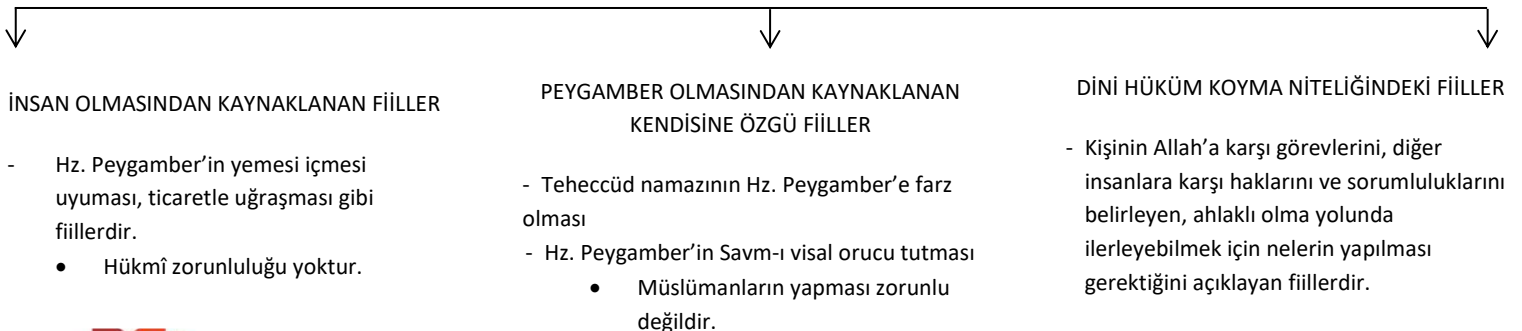 İNSAN OLMASINDAN KAYNAKLANAN FİİLLER
- Hz. Peygamber’in yemesi içmesi
uyuması, ticaretle uğraşması gibi
fiillerdir.
• Hükmî zorunluluğu yoktur.
PEYGAMBER OLMASINDAN KAYNAKLANAN
KENDİSİNE ÖZGÜ FİİLLER
- Teheccüd namazının Hz. Peygamber’e farz
olması
- Hz. Peygamber’in Savm-ı visal orucu tutması
• Müslümanların yapması zorunlu
değildir.
DİNİ HÜKÜM KOYMA NİTELİĞİNDEKİ FİİLLER
- Kişinin Allah’a karşı görevlerini, diğer
insanlara karşı haklarını ve sorumluluklarını
belirleyen, ahlaklı olma yolunda
ilerleyebilmek için nelerin yapılması
gerektiğini açıklayan fiillerdir.